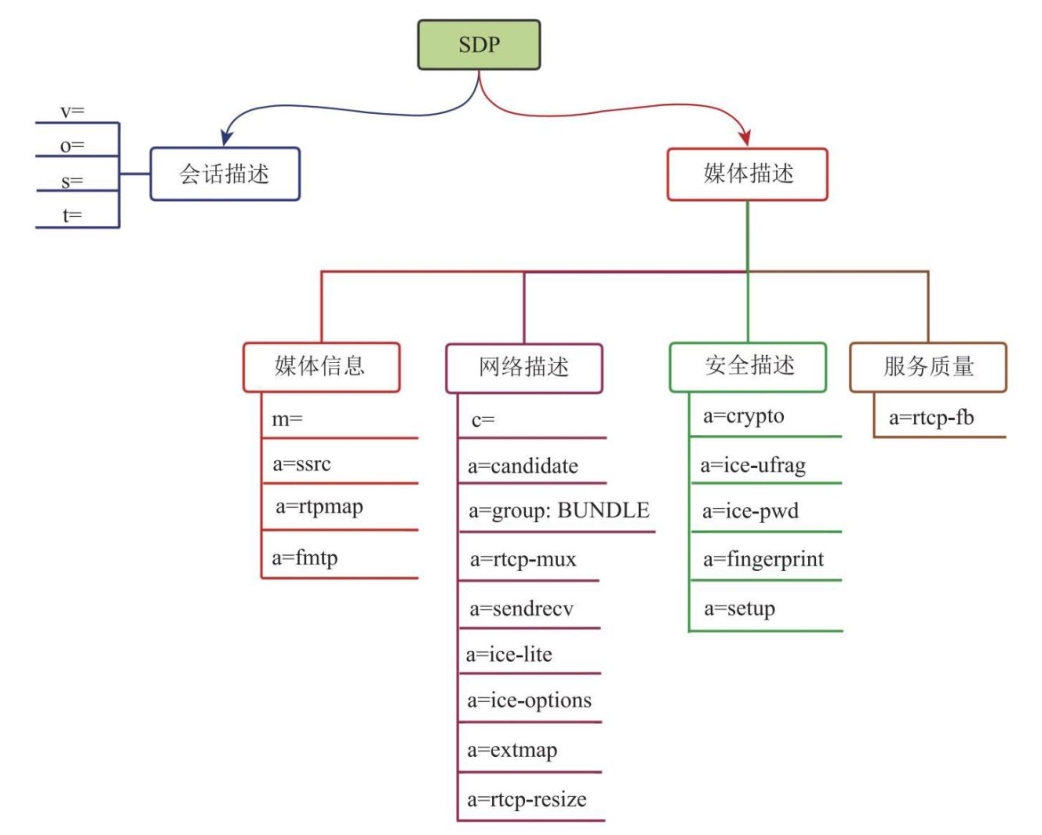 SDP
v=
o=
s=
t=
会话描述
媒体描述
媒体信息
m=
a=ssrc
a=rtpmap
a=fmtp
网络描述
c=
a=candidate
a=group: BUNDLE
a=rtcp-mux
a=sendrecv
a=ice-lite
a=ice-options
a=extmap
a=rtcp-resize
安全描述
a=crypto
a=ice-ufrag
a=ice-pwd
a=fingerprint
a=setup
服务质量
a=rtcp-fb